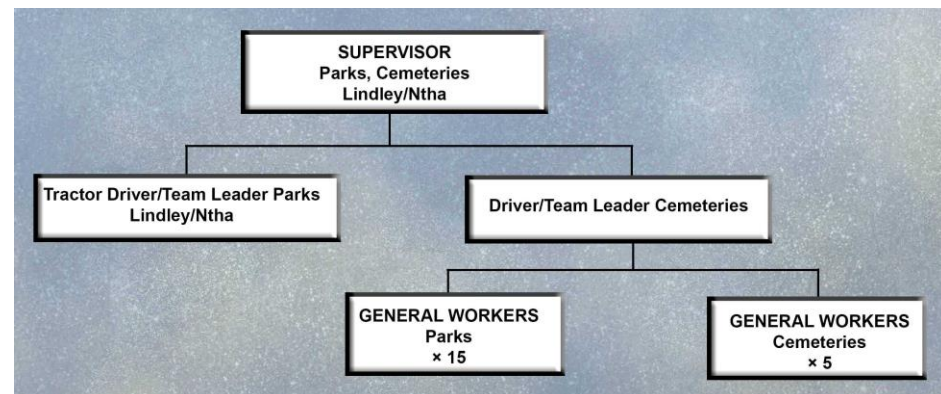 SUPERVISOR
Parks, Cemeteries
Lindley/Ntha
Tractor Driver/Team Leader Parks
Lindley/Ntha
Driver/Team Leader Cemeteries
GENERAL WORKERS
Parks
× 15
GENERAL WORKERS
Cemeteries
× 5